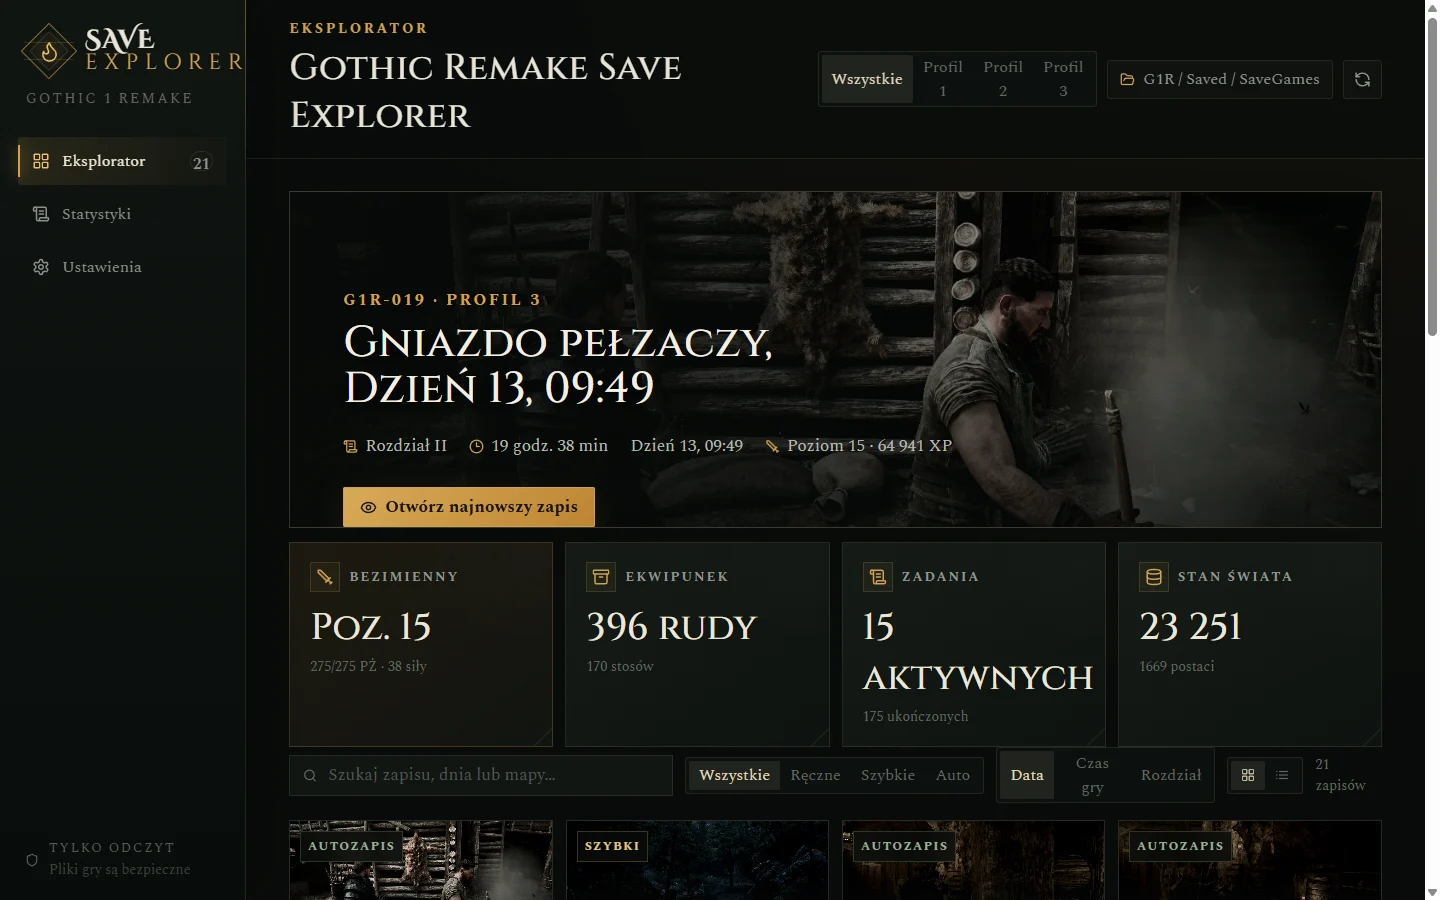 SAVE
EXPLORER
GOTHIC 1 REMAKE
Eksplorator 21
Statystyki
Ustawienia
TYLKO ODCZYT
Pliki gry są bezpieczne
EKSPLORATOR
Gothic Remake Save
Explorer
Wszystkie
Profil
1
Profil
2
Profil
3
G1R / Saved / SaveGames
G1R-019 · PROFIL 3
Gniazdo pełzaczy,
Dzień 13, 09:49
Rozdział II 19 godz. 38 min Dzień 13, 09:49 Poziom 15 · 64 941 XP
Otwórz najnowszy zapis
BEZIMIENNY
Poz. 15
275/275 PŻ · 38 siły
EKWIPUNEK
396 rudy
170 stosów
ZADANIA
15
aktywnych
175 ukończonych
STAN ŚWIATA
23 251
1669 postaci
Szukaj zapisu, dnia lub mapy...
Wszystkie Ręczne Szybkie Auto
Data
Czas
gry
Rozdział
21
zapisów
AUTOZAPIS
SZYBKI
AUTOZAPIS
AUTOZAPIS